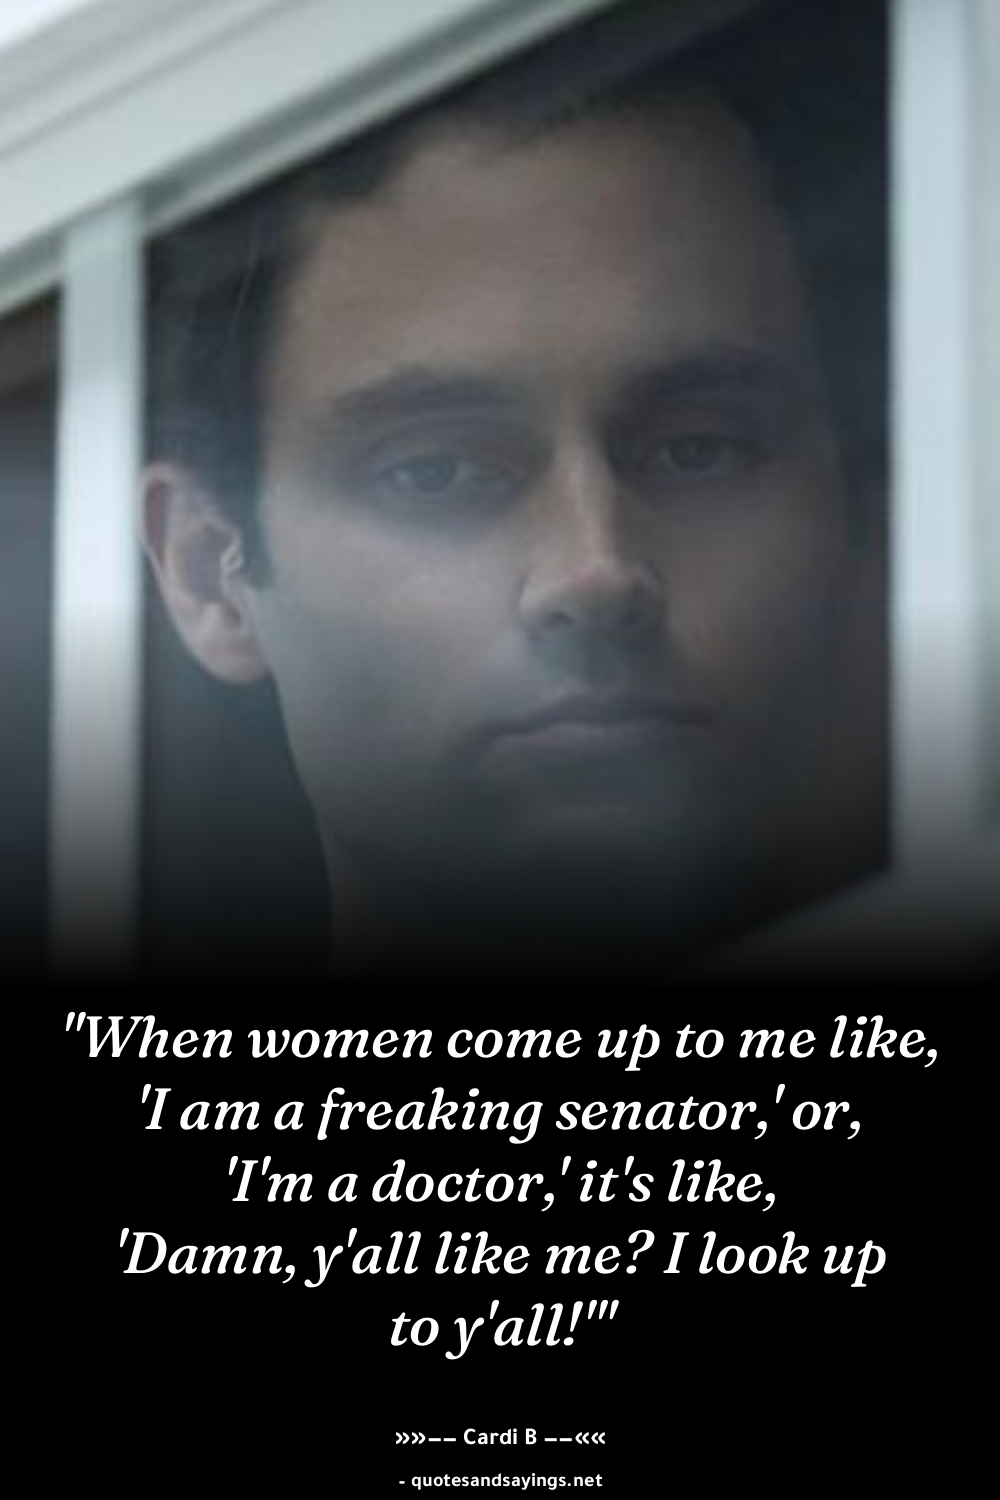 "When women come up to me like,
'I am a freaking senator,' or,
'I'm a doctor,' it's like,
'Damn, y'all like me? I look up
to y'all!'"
»»−− Cardi B −−««
- quotesandsayings.net